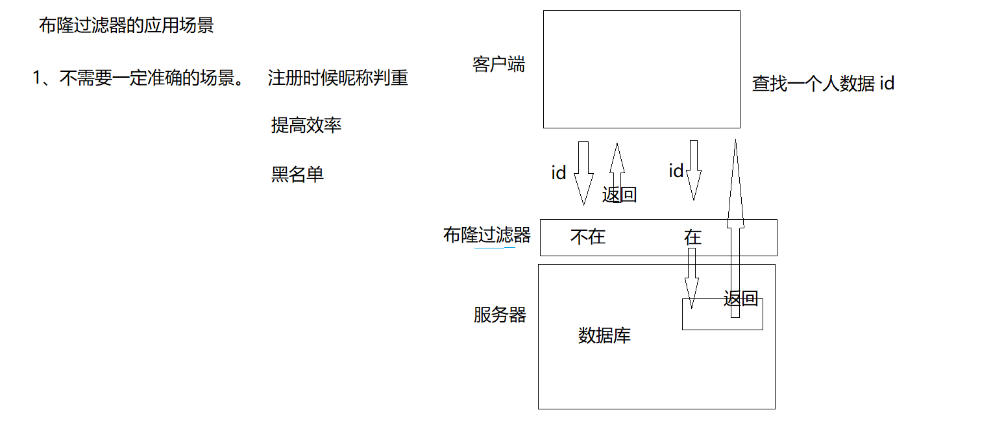 布隆过滤器的应用场景
1、不需要一定准确的场景。 注册时候昵称判重
提高效率
黑名单
客户端
查找一个人数据 id
id
返回
id
布隆过滤器
不在
在
服务器
返回
数据库